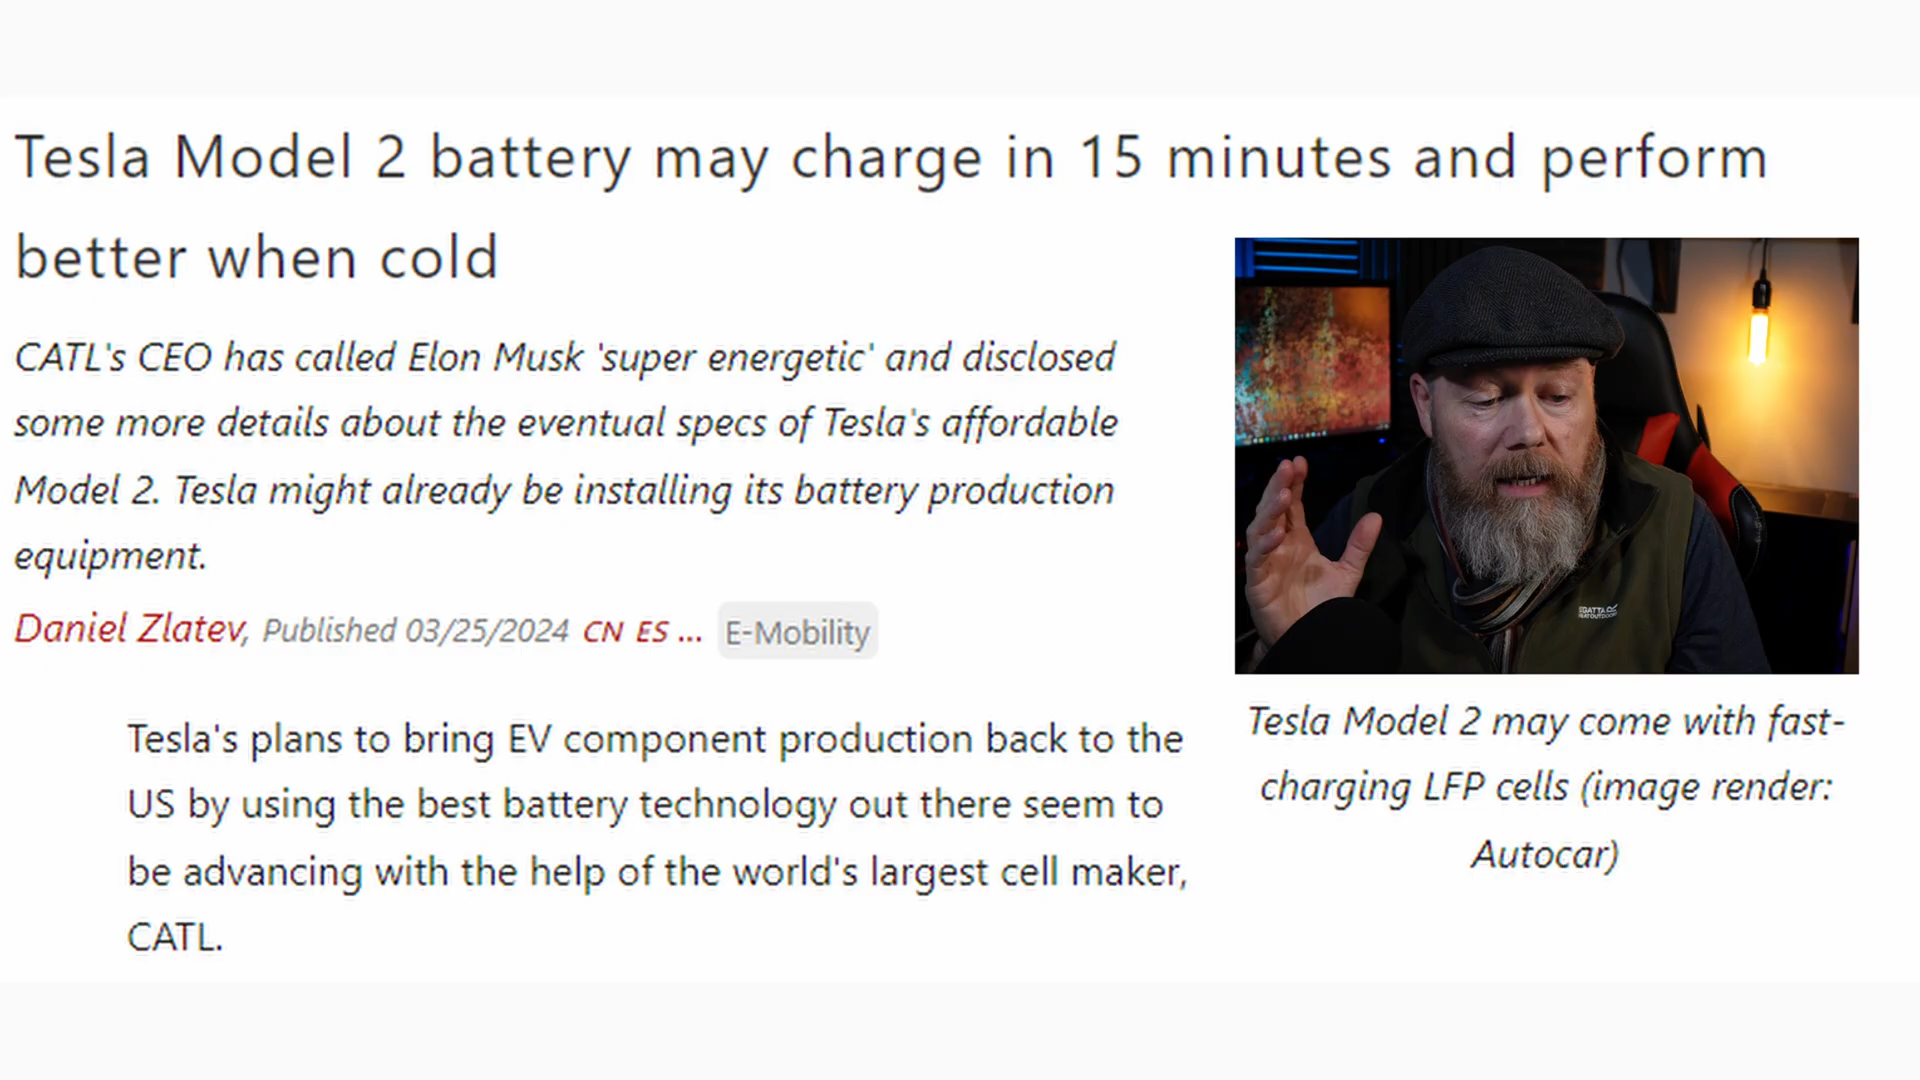 Tesla Model 2 battery may charge in 15 minutes and perform
better when cold
CATL's CEO has called Elon Musk 'super energetic' and disclosed
some more details about the eventual specs of Tesla's affordable
Model 2. Tesla might already be installing its battery production
equipment.
Daniel Zlatev, Published 03/25/2024 CN ES ... E-Mobility
Tesla's plans to bring EV component production back to the
US by using the best battery technology out there seem to
be advancing with the help of the world's largest cell maker,
CATL.
Tesla Model 2 may come with fast-
charging LFP cells (image render:
Autocar)